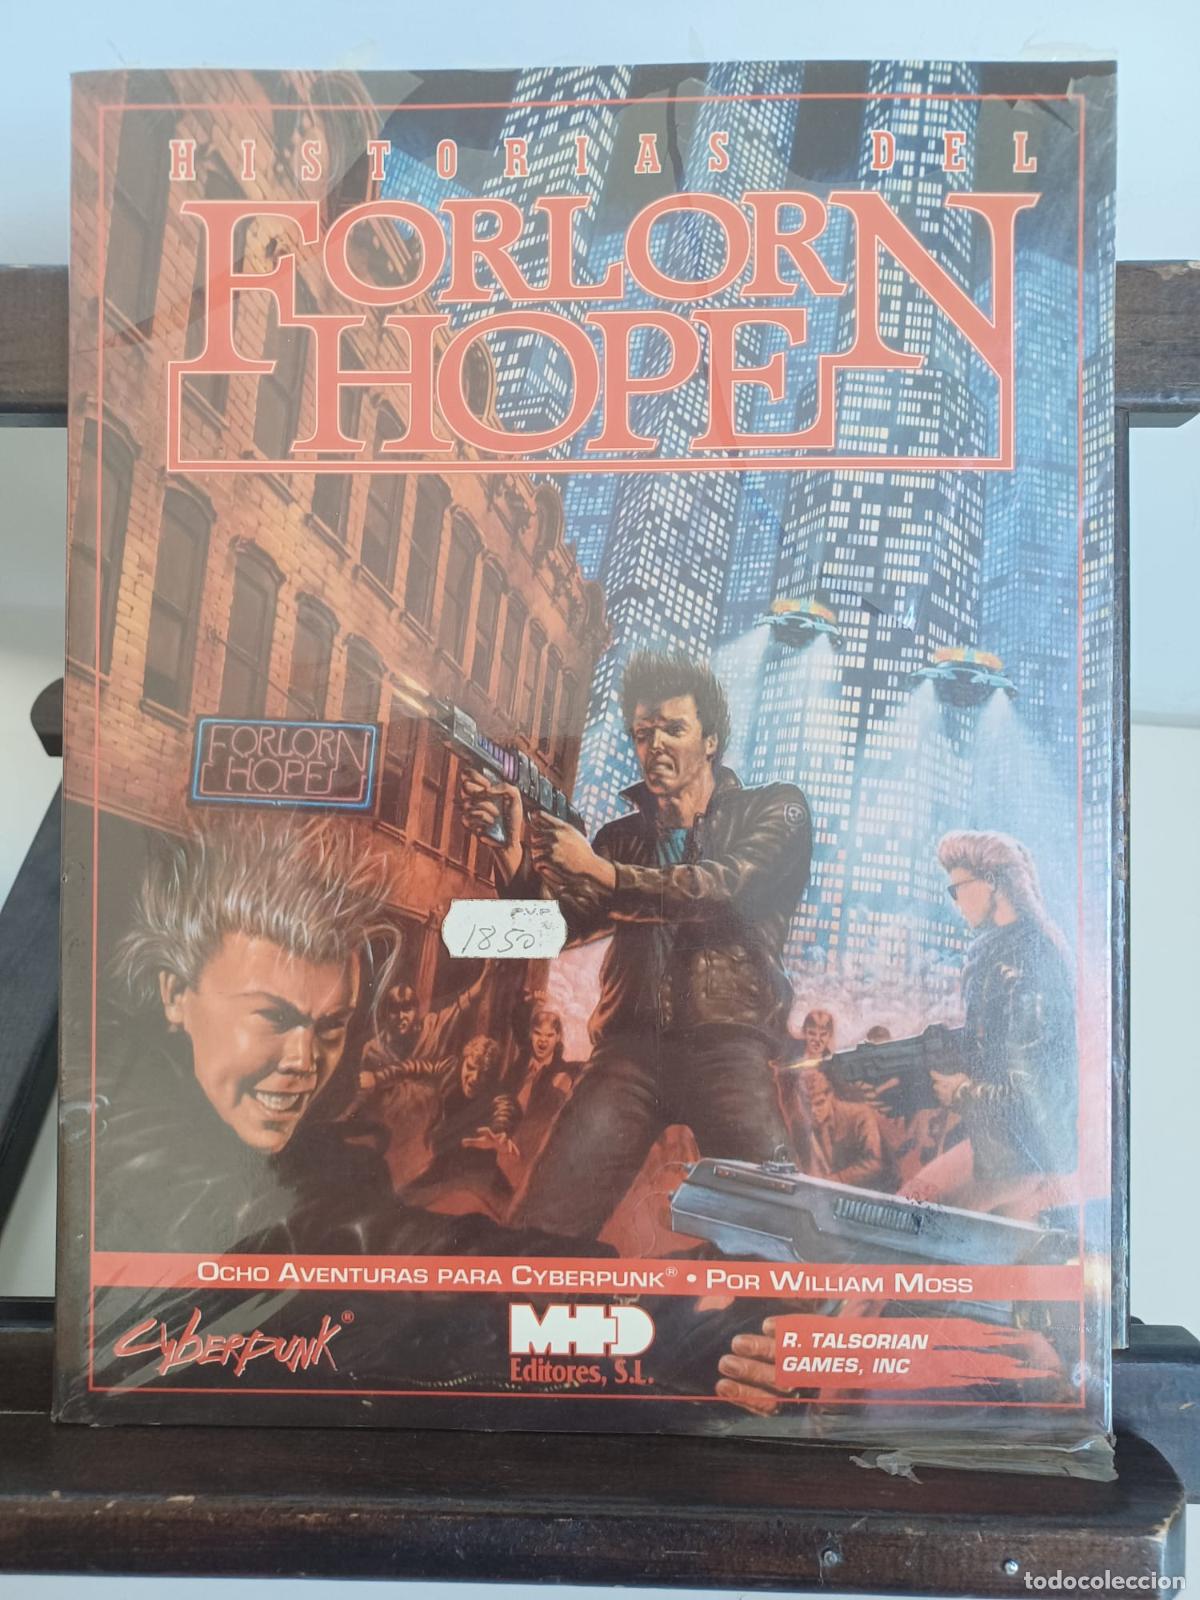 HISTORIAS DEL
FORLORN
HOPE
FORLORN
HOPE
P.V.P.
1850
OCHO AVENTURAS PARA CYBERPUNK® • POR WILLIAM MOSS
CYBERPUNK®
M+D
Editores, S.L.
R. TALSORIAN
GAMES, INC
todocoleccion